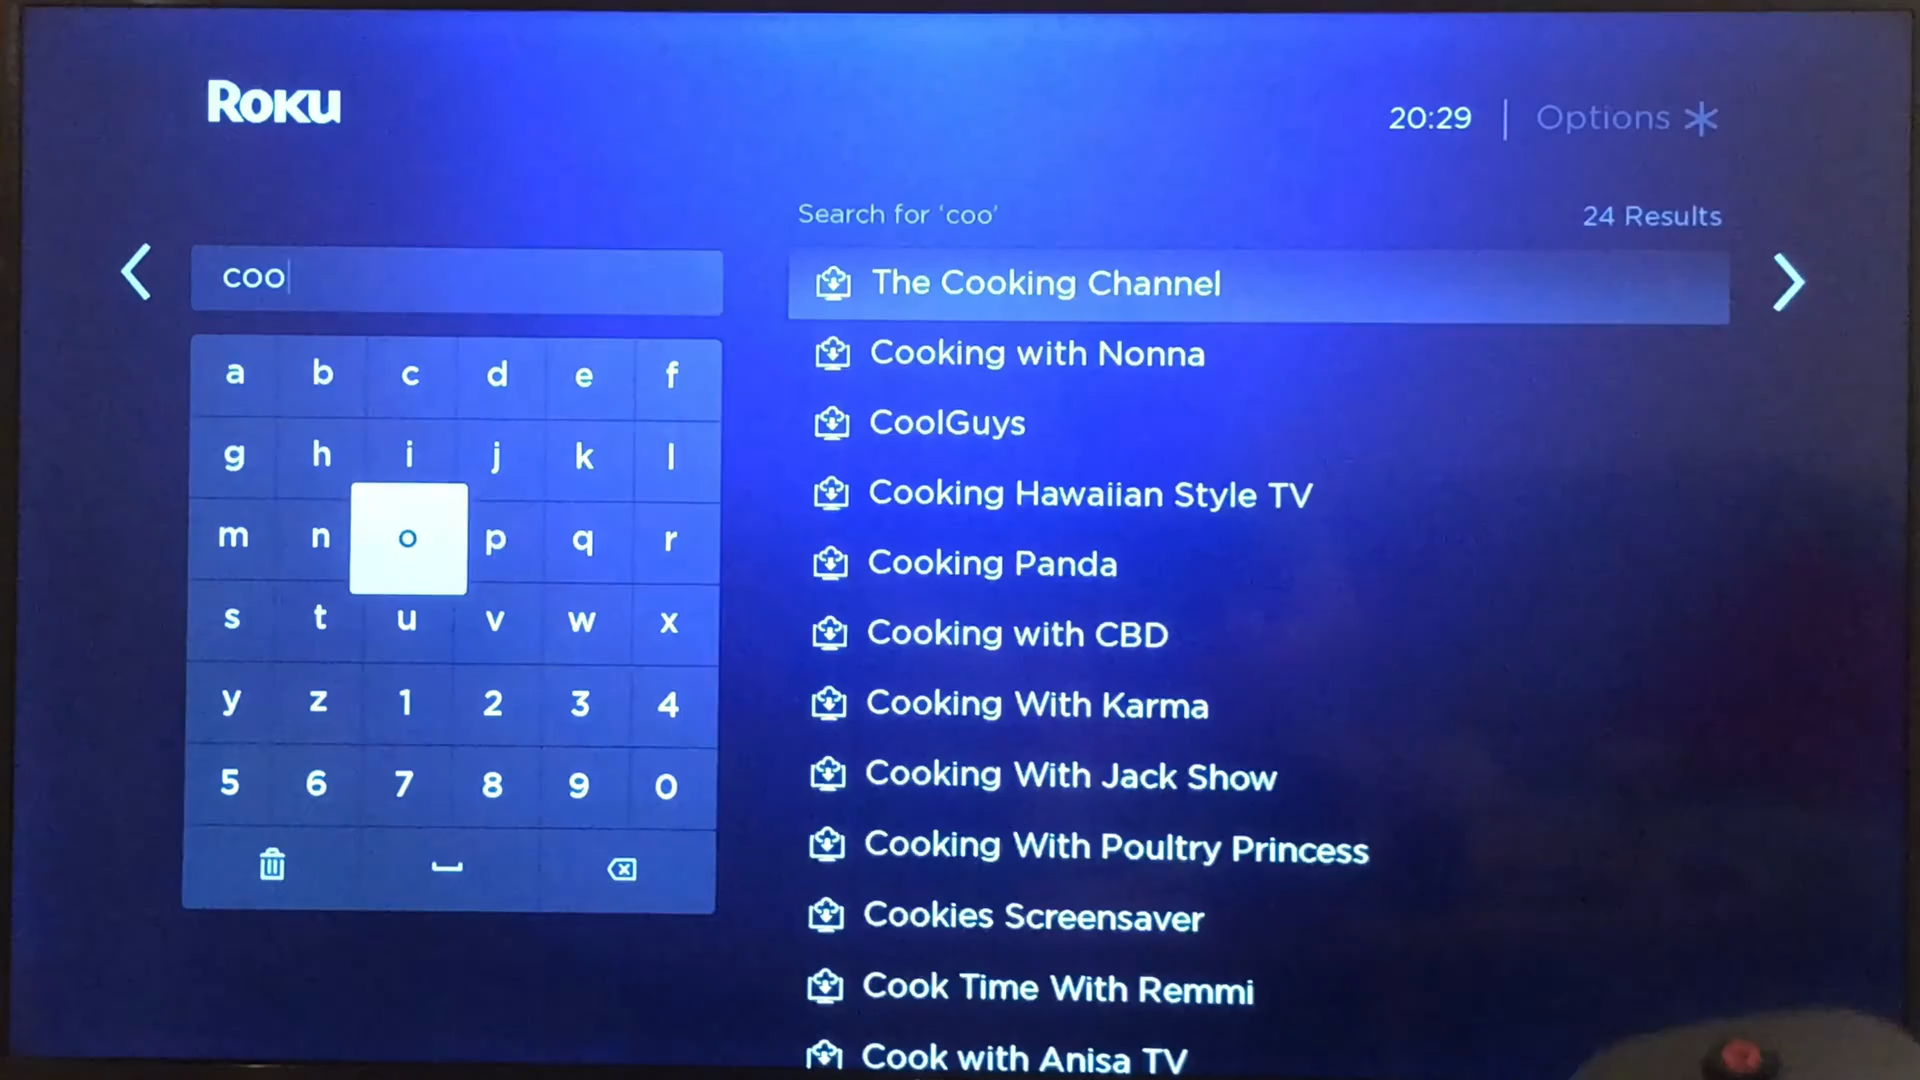 Roku
20:29 | Options
Search for 'coo'
24 Results
coo
The Cooking Channel
Cooking with Nonna
CoolGuys
Cooking Hawaiian Style TV
Cooking Panda
Cooking with CBD
Cooking With Karma
Cooking With Jack Show
Cooking With Poultry Princess
Cookies Screensaver
Cook Time With Remmi
Cook with Anisa TV
a b c d e f
g h i j k l
m n o p q r
s t u v w x
y z 1 2 3 4
5 6 7 8 9 0